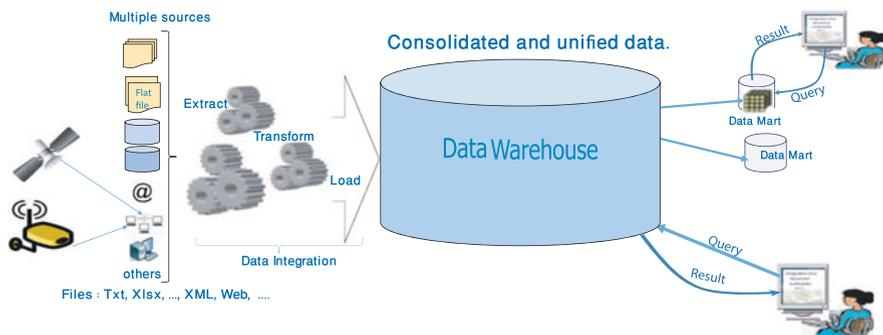 Multiple sources
Flat
file
@
others
Files : Txt, Xlsx, ..., XML, Web, ....
Extract
Transform
Load
Data Integration
Consolidated and unified data.
Data Warehouse
Result
Query
Data Mart
Data Mart
Query
Result